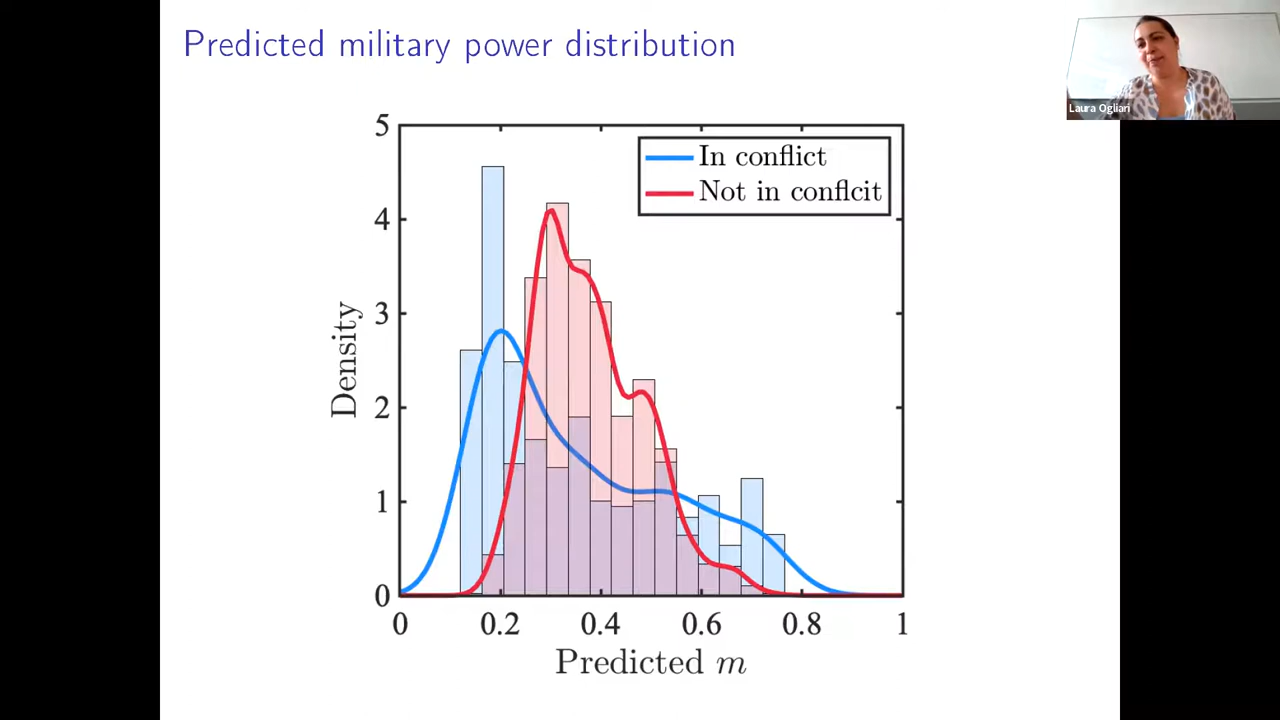 Predicted military power distribution
Laura Ogliari
In conflict
Not in conflcit
5
4
3
2
1
0
Density
0 0.2 0.4 0.6 0.8 1
Predicted m